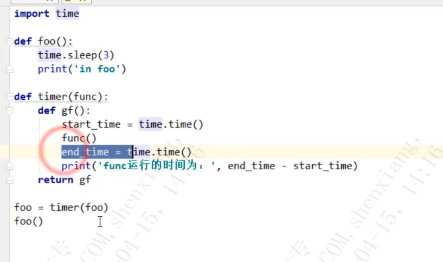 import time
def foo():
    time.sleep(3)
    print('in foo')
def timer(func):
    def gf():
        start_time = time.time()
        func()
        end_time = time.time()
        print('func运行的时间为：', end_time - start_time)
    return gf
foo = timer(foo)
foo()